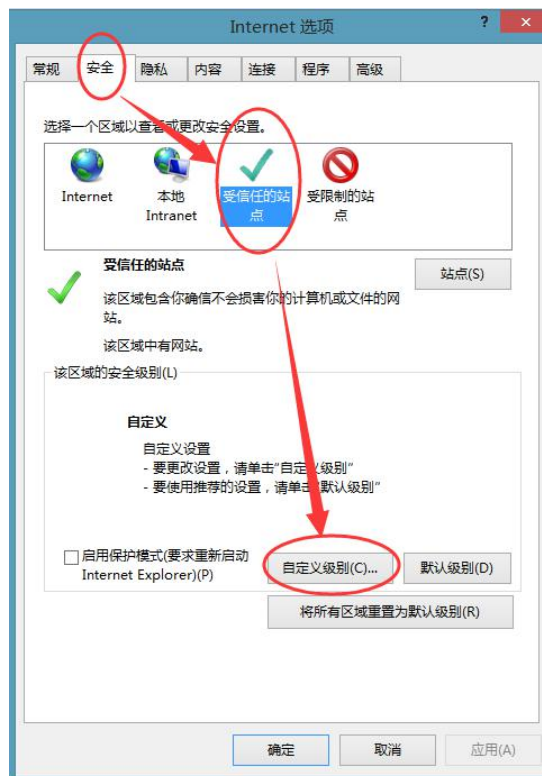 Internet 选项
?
×
常规
安全
隐私
内容
连接
程序
高级
选择一个区域以查看或更改安全设置。
Internet
本地
Intranet
受信任的站
点
受限制的站
点
受信任的站点
站点(S)
该区域包含你确信不会损害你的计算机或文件的网
站。
该区域中有网站。
该区域的安全级别(L)
自定义
自定义设置
- 要更改设置，请单击"自定义级别"
- 要使用推荐的设置，请单击"默认级别"
启用保护模式(要求重新启动
Internet Explorer)(P)
自定义级别(C)...
默认级别(D)
将所有区域重置为默认级别(R)
确定
取消
应用(A)